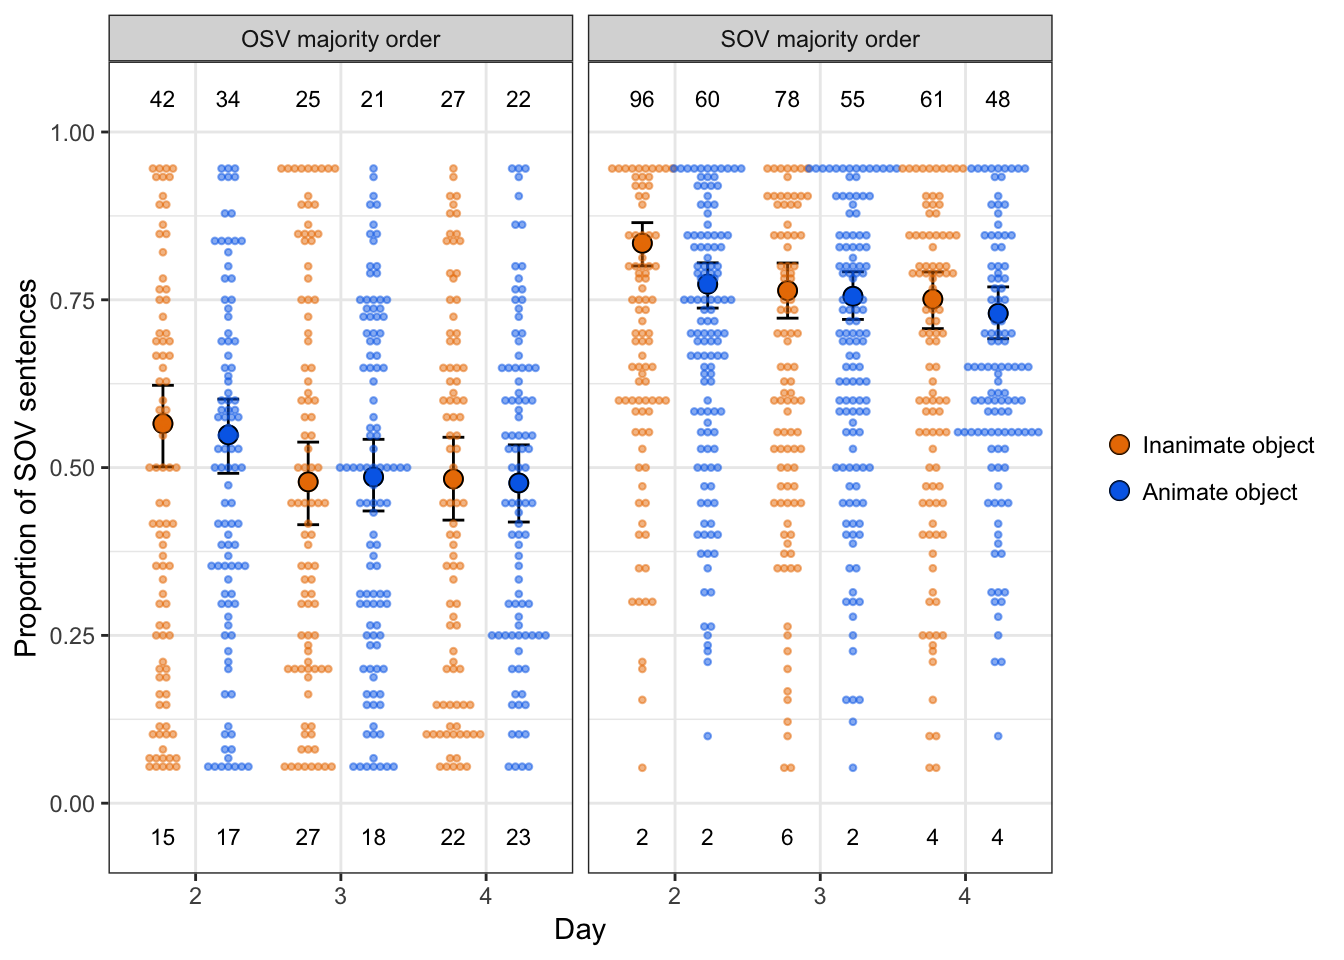 OSV majority order SOV majority order
42 34 25 21 27 22 96 60 78 55 61 48
1.00
0.75
0.50
0.25
0.00
15 17 27 18 22 23 2 2 6 2 4 4
2 3 4 2 3 4
Day
Proportion of SOV sentences
Inanimate object
Animate object